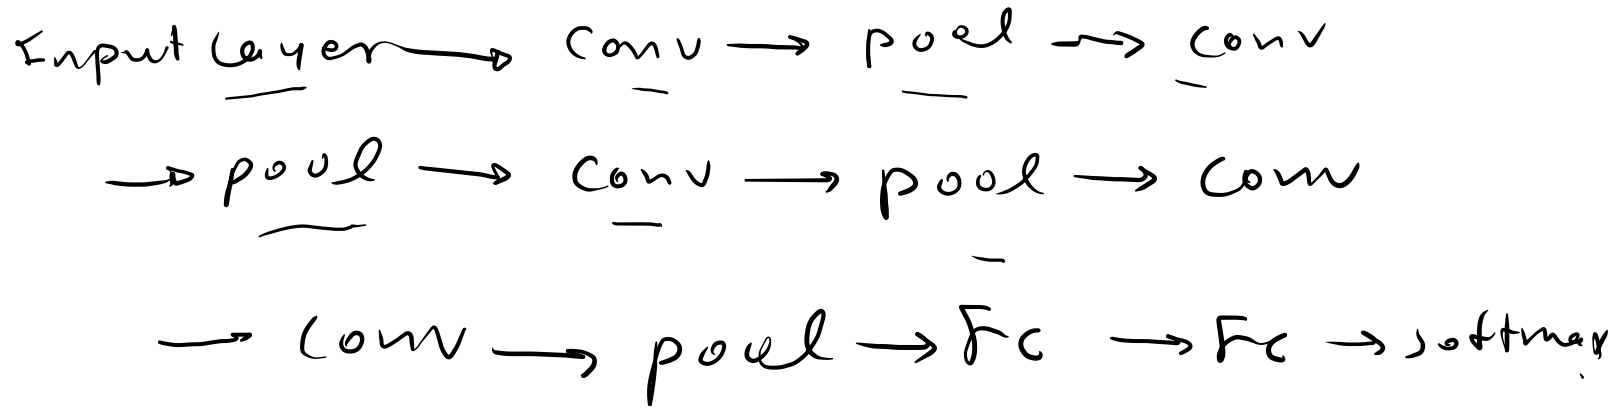 Input Layer → Conv → pool → Conv
→ pool → Conv → pool → Conv
→ Conv → pool → Fc → Fc → softmax